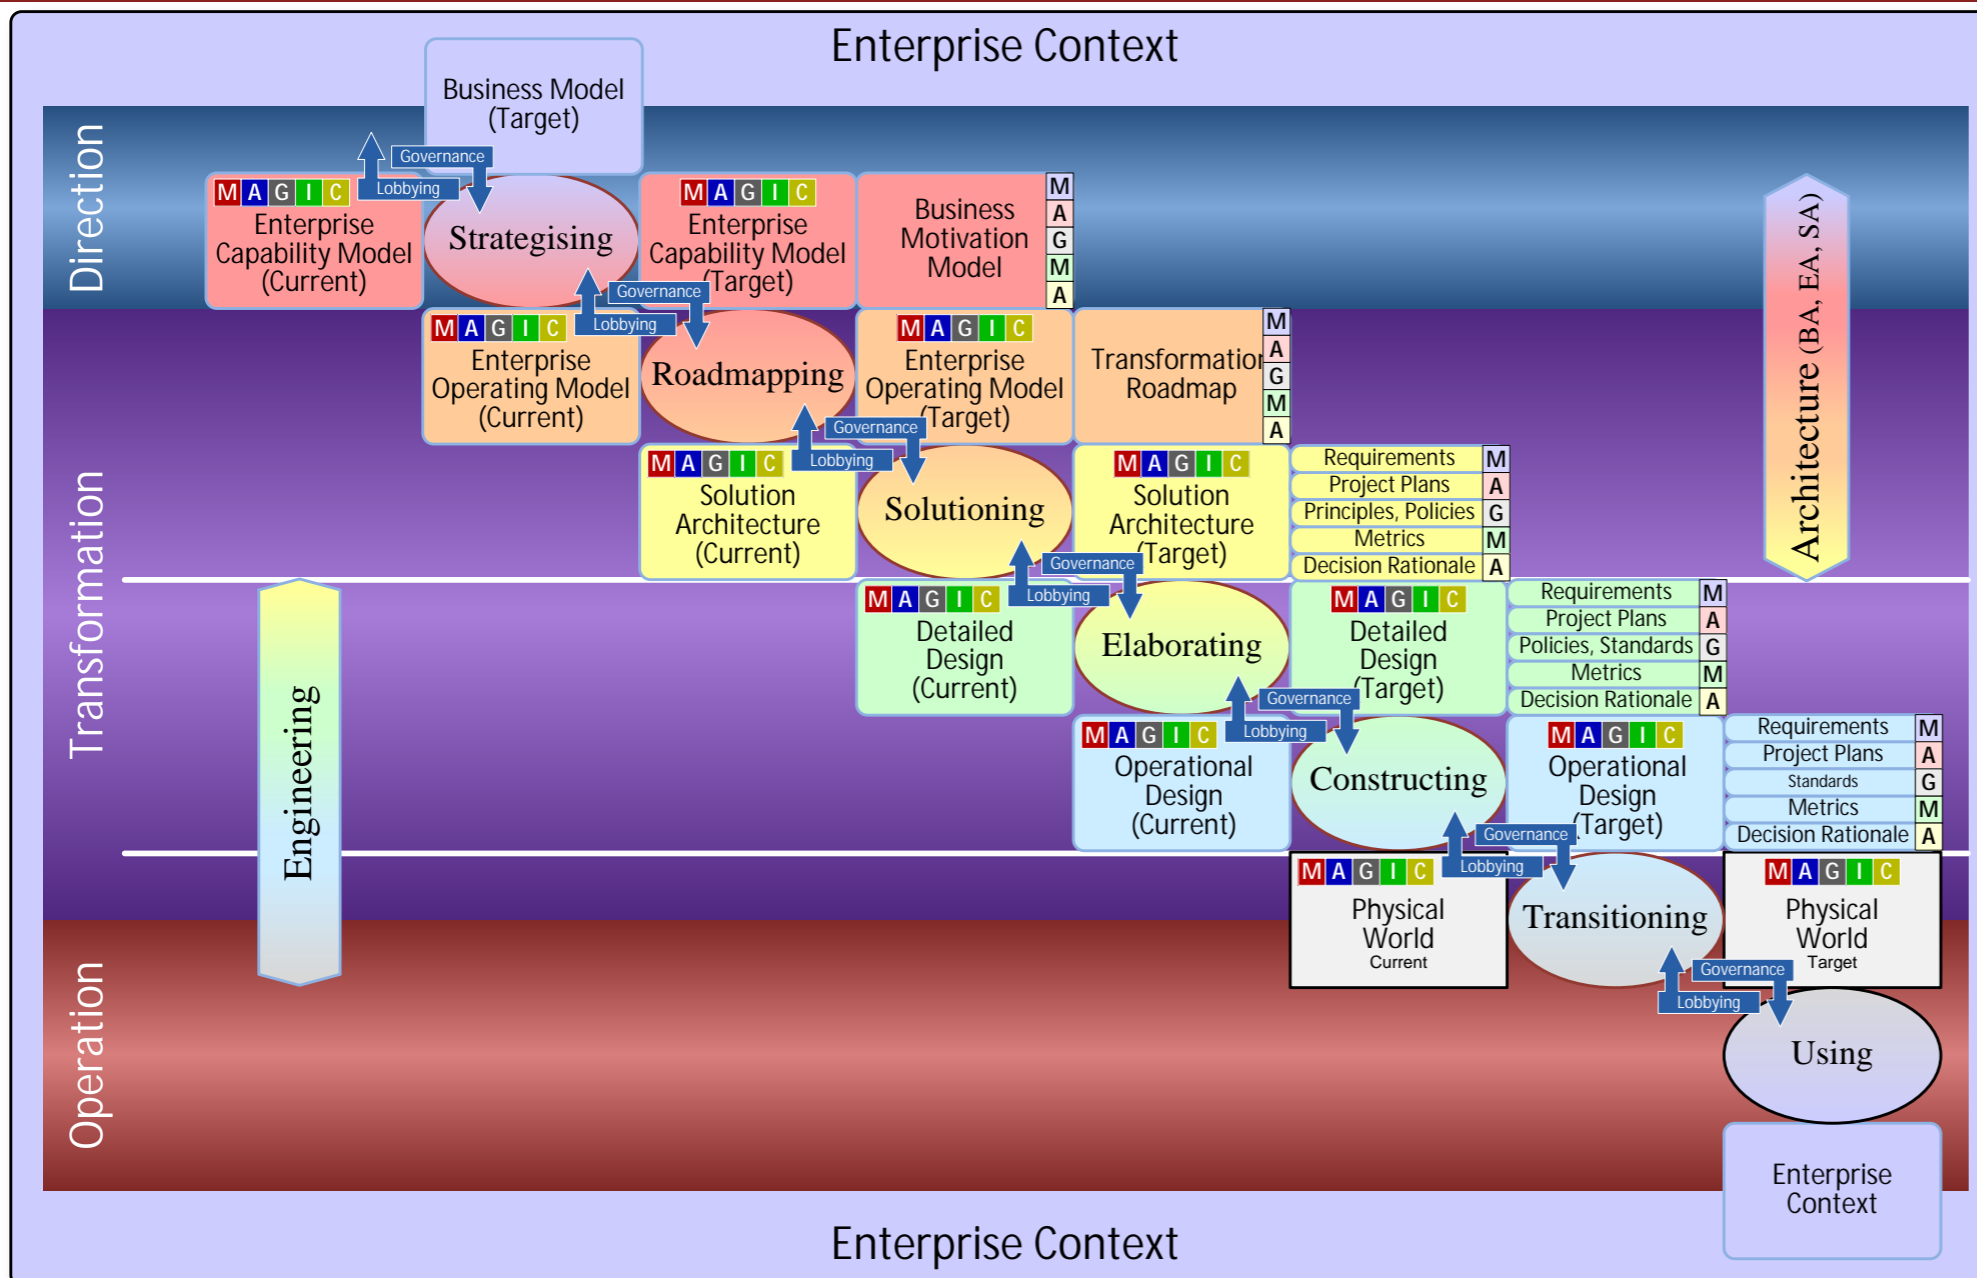 Enterprise Context
Business Model
(Target)
Direction
Governance
Lobbying
M A G I C
Enterprise
Capability Model
(Current)
Strategising
M A G I C
Enterprise
Capability Model
(Target)
Business
Motivation
Model
M
A
G
M
A
Governance
Lobbying
M A G I C
Enterprise
Operating Model
(Current)
Roadmapping
M A G I C
Enterprise
Operating Model
(Target)
Transformation
Roadmap
M
A
G
M
A
Architecture (BA, EA, SA)
Transformation
Governance
Lobbying
M A G I C
Solution
Architecture
(Current)
Solutioning
M A G I C
Solution
Architecture
(Target)
Requirements M
Project Plans A
Principles, Policies G
Metrics M
Decision Rationale A
Governance
Lobbying
Engineering
M A G I C
Detailed
Design
(Current)
Elaborating
M A G I C
Detailed
Design
(Target)
Requirements M
Project Plans A
Policies, Standards G
Metrics M
Decision Rationale A
Governance
Lobbying
M A G I C
Operational
Design
(Current)
Constructing
M A G I C
Operational
Design
(Target)
Requirements M
Project Plans A
Standards G
Metrics M
Decision Rationale A
Governance
Lobbying
M A G I C
Physical
World
Current
Transitioning
M A G I C
Physical
World
Target
Operation
Governance
Lobbying
Using
Enterprise
Context
Enterprise Context